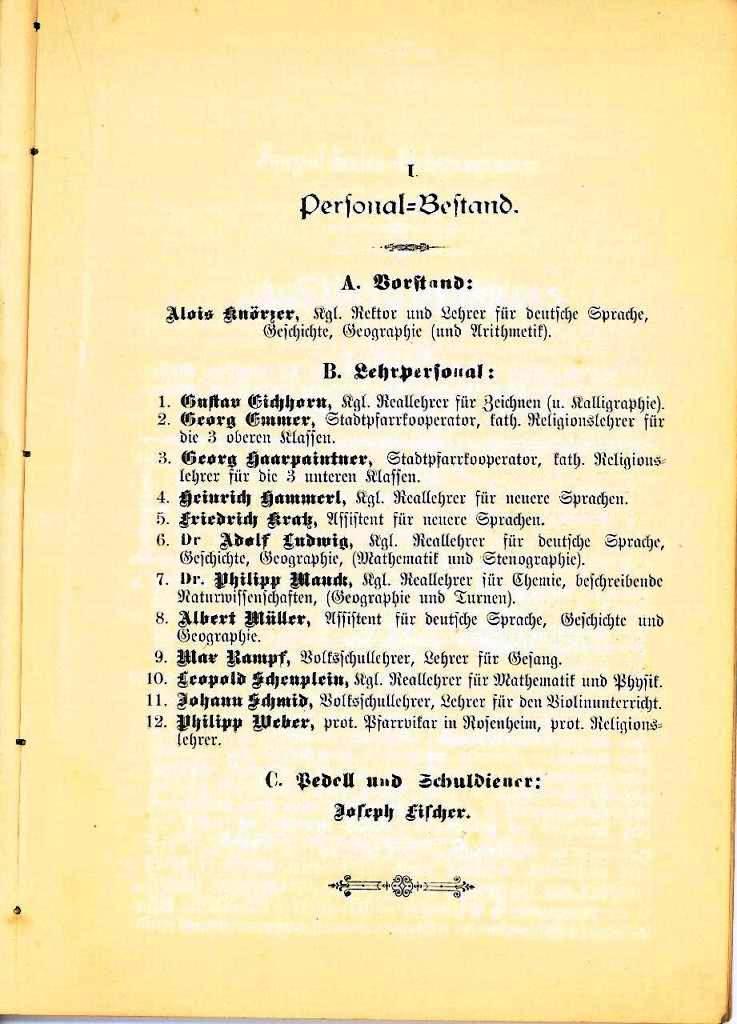 I.
Personal-Bestand.
A. Vorstand:
Alois Knörzer, Kgl. Rektor und Lehrer für deutsche Sprache,
Geschichte, Geographie (und Arithmetik).
B. Lehrpersonal:
1. Gustav Eichhorn, Kgl. Reallehrer für Zeichnen (u. Kalligraphie).
2. Georg Emmer, Stadtpfarrkooperator, kath. Religionslehrer für
die 3 oberen Klassen.
3. Georg Haarpaintner, Stadtpfarrkooperator, kath. Religions-
lehrer für die 3 unteren Klassen.
4. Heinrich Hammerl, Kgl. Reallehrer für neuere Sprachen.
5. Friedrich Kratz, Assistent für neuere Sprachen.
6. Dr Adolf Ludwig, Kgl. Reallehrer für deutsche Sprache,
Geschichte, Geographie, (Mathematik und Stenographie).
7. Dr. Philipp Mauck, Kgl. Reallehrer für Chemie, beschreibende
Naturwissenschaften, (Geographie und Turnen).
8. Albert Müller, Assistent für deutsche Sprache, Geschichte und
Geographie.
9. Max Rampf, Volksschullehrer, Lehrer für Gesang.
10. Leopold Scheuplein, Kgl. Reallehrer für Mathematik und Physik.
11. Johann Schmid, Volksschullehrer, Lehrer für den Violinunterricht.
12. Philipp Weber, prot. Pfarrvikar in Rosenheim, prot. Religions-
lehrer.
C. Pedell und Schuldiener:
Joseph Fischer.